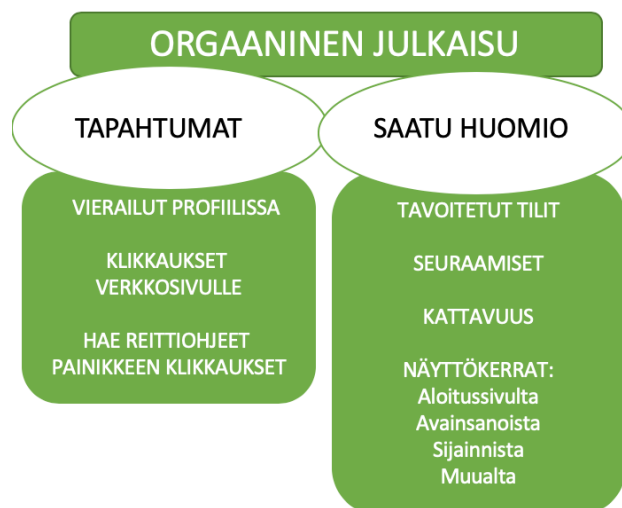 ORGAANINEN JULKAISU
TAPAHTUMAT
VIERAILUT PROFIILISSA
KLIKKAUKSET
VERKKOSIVULLE
HAE REITTIOHJEET
PAINIKKEEN KLIKKAUKSET
SAATU HUOMIO
TAVOITETUT TILIT
SEURAAMISET
KATTAVUUS
NÄYTTÖKERRAT:
Aloitussivulta
Avainsanoista
Sijainnista
Muualta